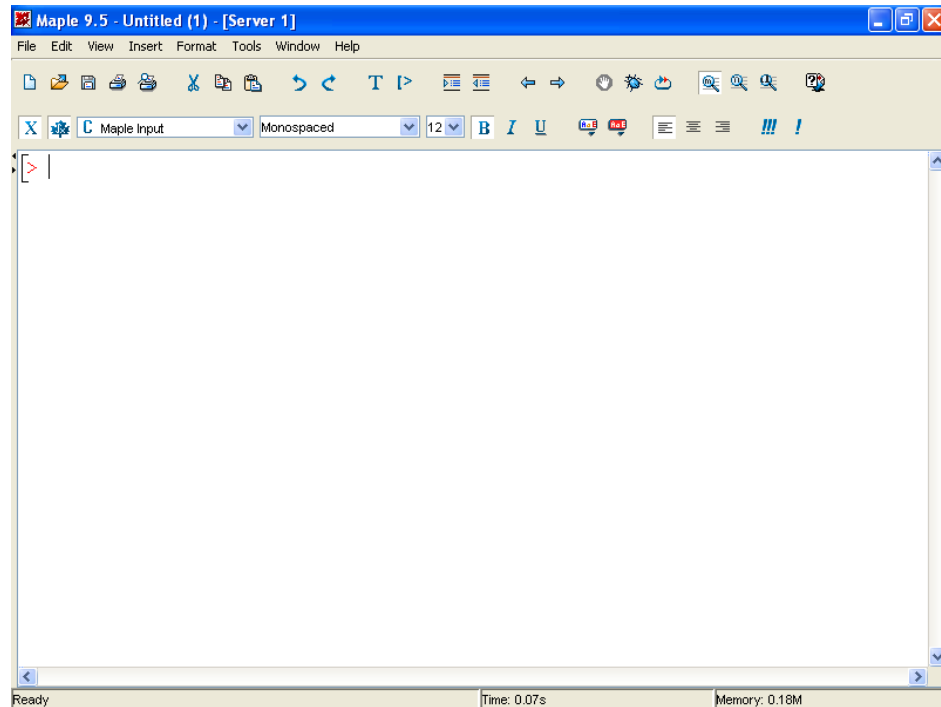 Maple 9.5 - Untitled (1) - [Server 1]
File Edit View Insert Format Tools Window Help
T
X C Maple Input Monospaced 12 B I U !!! !
>
Ready Time: 0.07s Memory: 0.18M